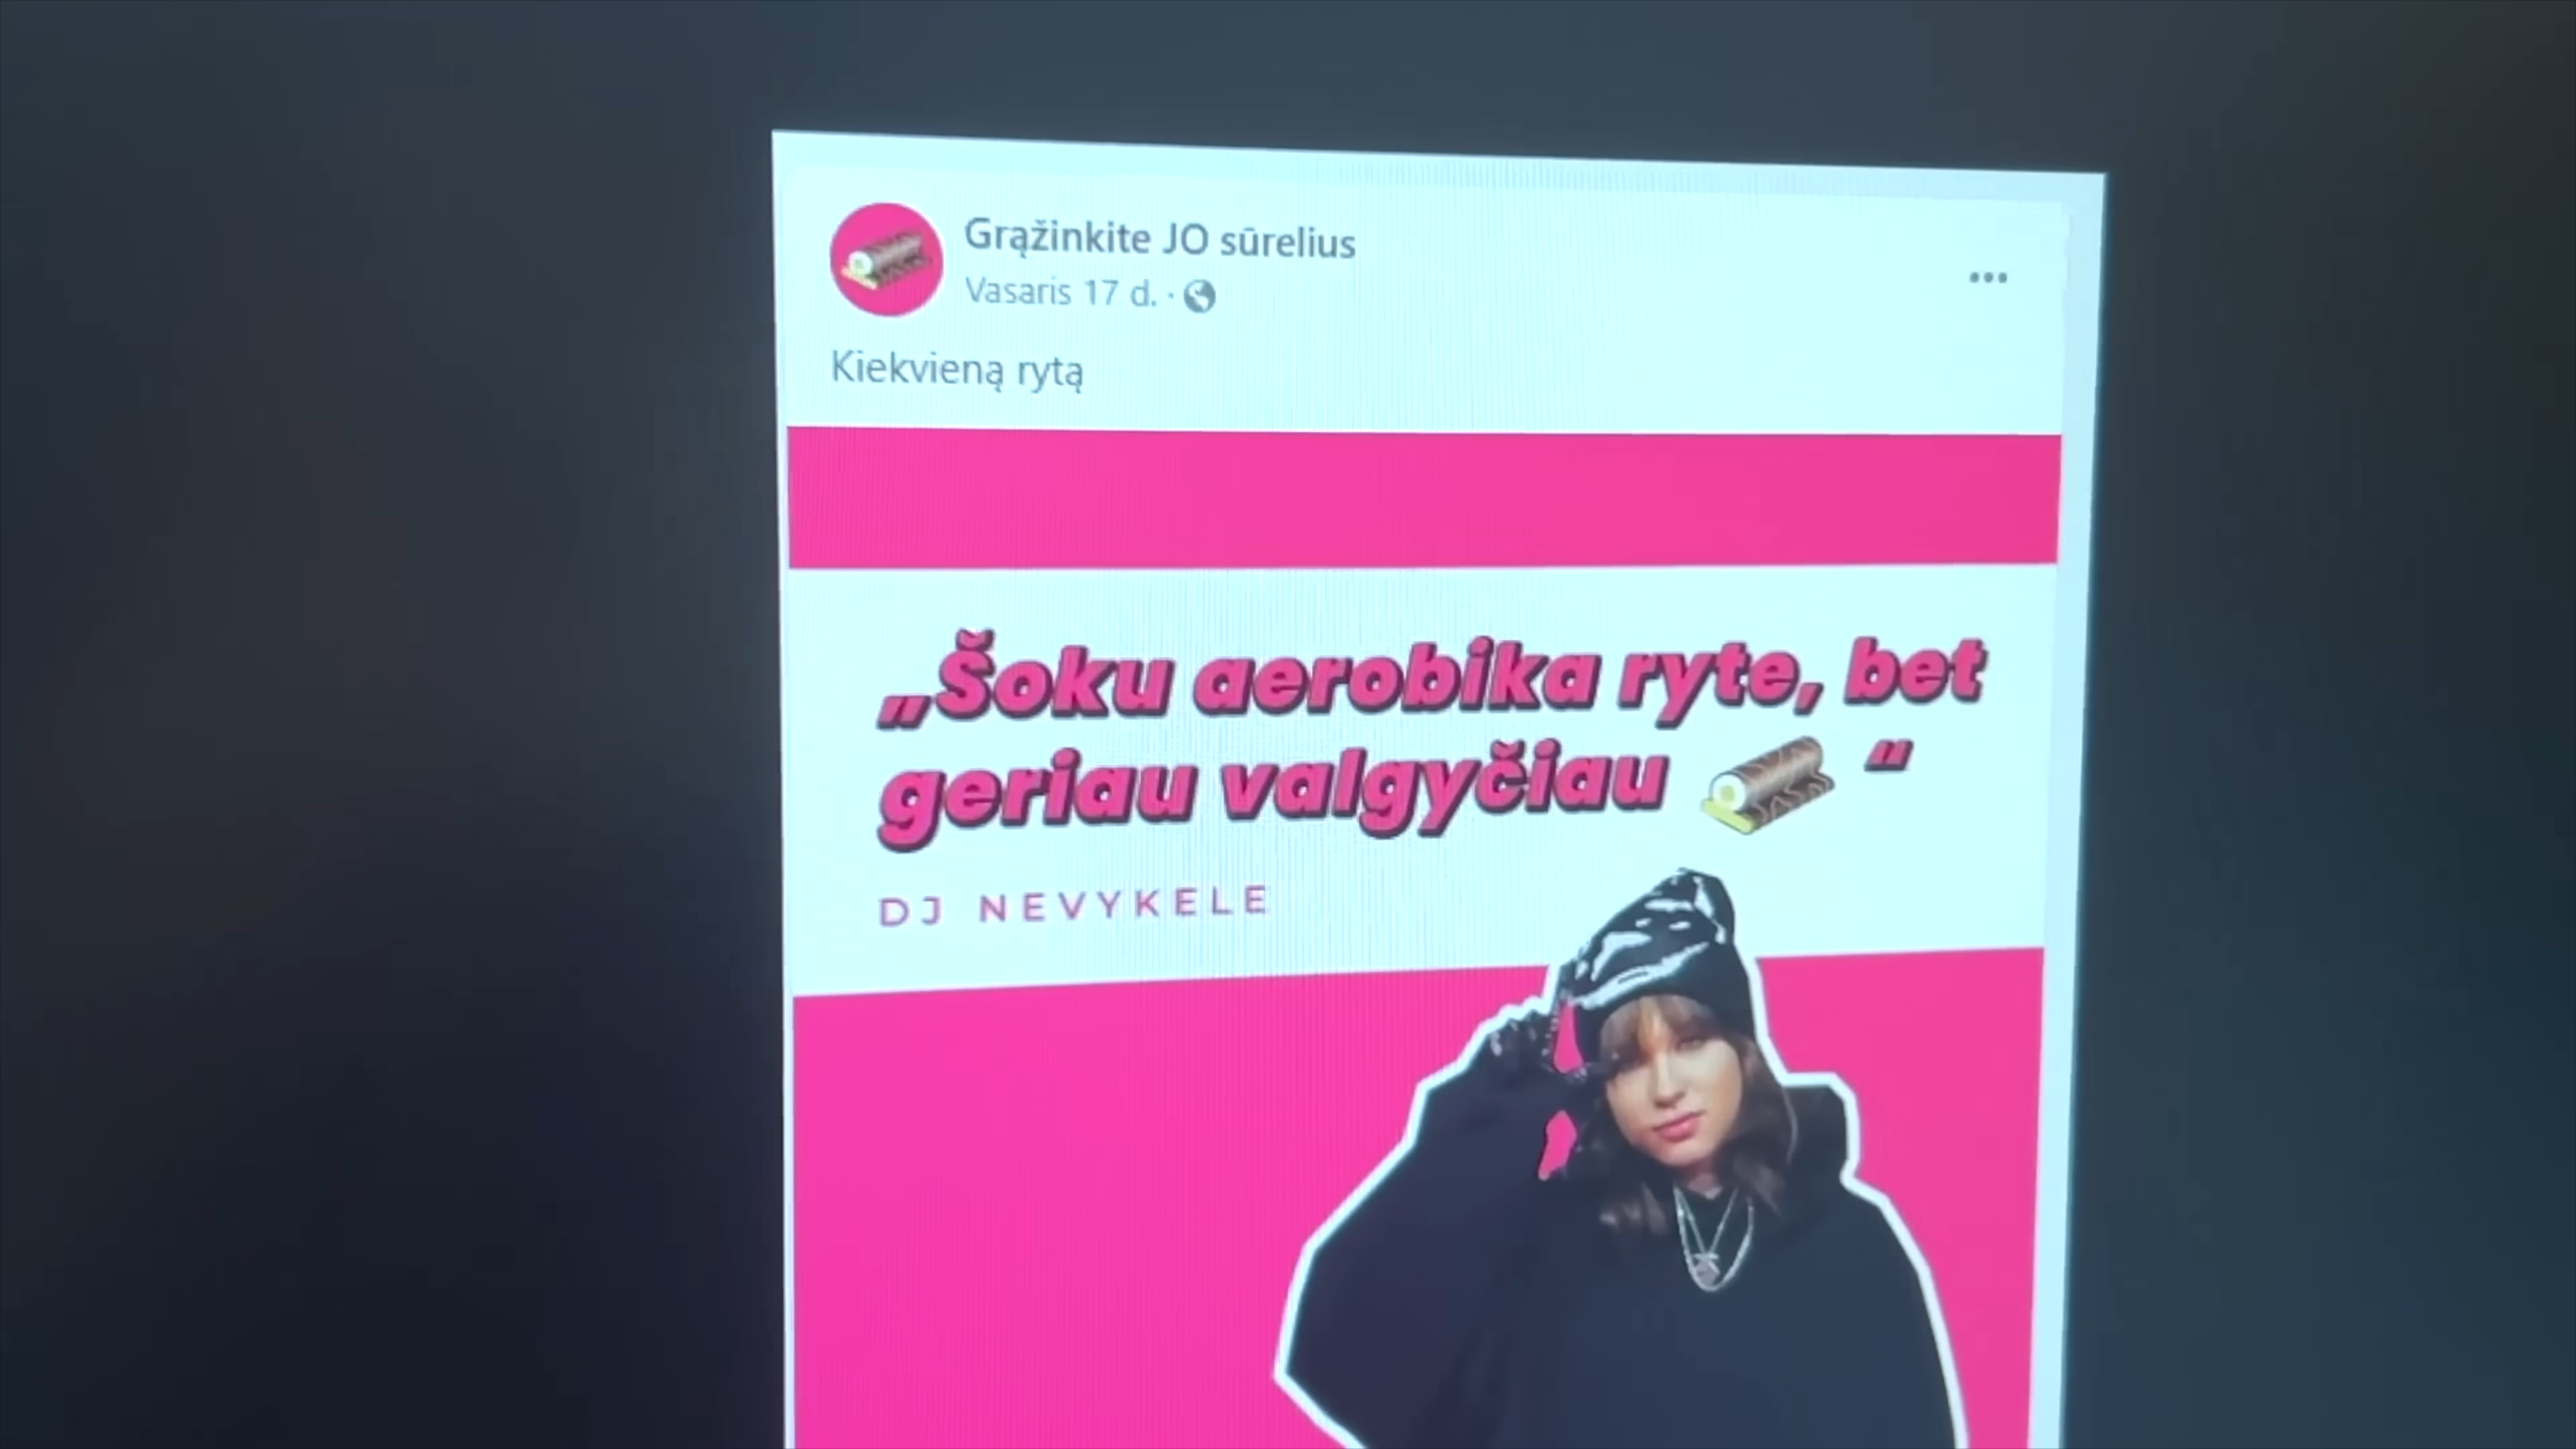 Grąžinkite JO sūrelius
Vasaris 17 d. ·
Kiekvieną rytą
„Šoku aerobika ryte, bet
geriau valgyčiau “
DJ NEVYKELE